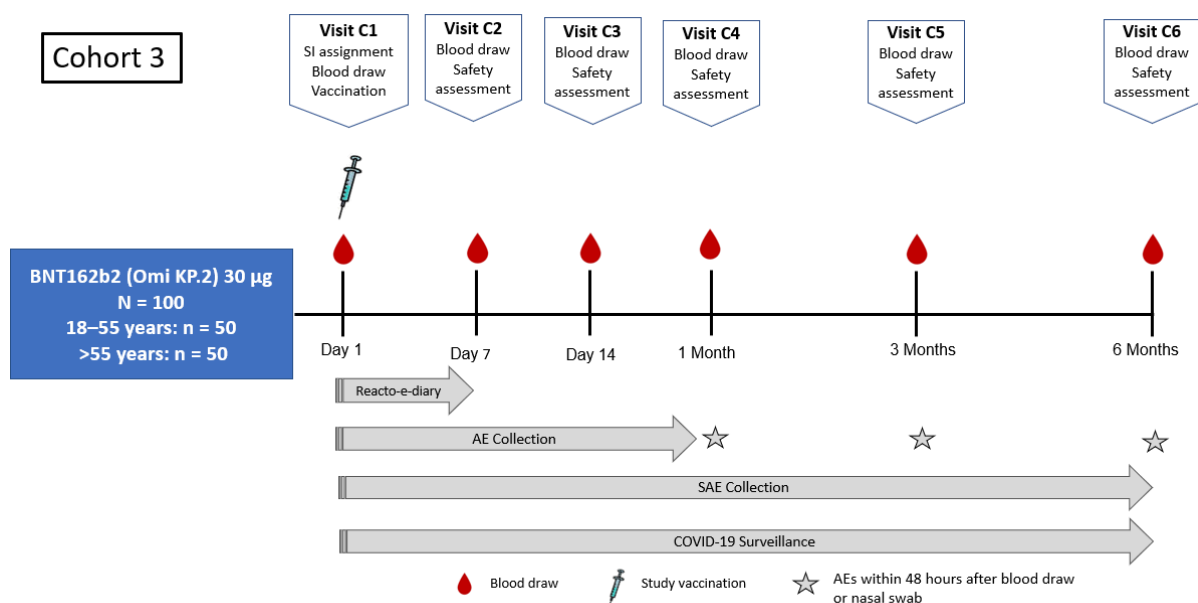 Cohort 3
Visit C1
SI assignment
Blood draw
Vaccination
Visit C2
Blood draw
Safety
assessment
Visit C3
Blood draw
Safety
assessment
Visit C4
Blood draw
Safety
assessment
Visit C5
Blood draw
Safety
assessment
Visit C6
Blood draw
Safety
assessment
BNT162b2 (Omi KP.2) 30 µg
N = 100
18–55 years: n = 50
>55 years: n = 50
Day 1
Day 7
Day 14
1 Month
3 Months
6 Months
Reacto-e-diary
AE Collection
SAE Collection
COVID-19 Surveillance
Blood draw
Study vaccination
AEs within 48 hours after blood draw
or nasal swab